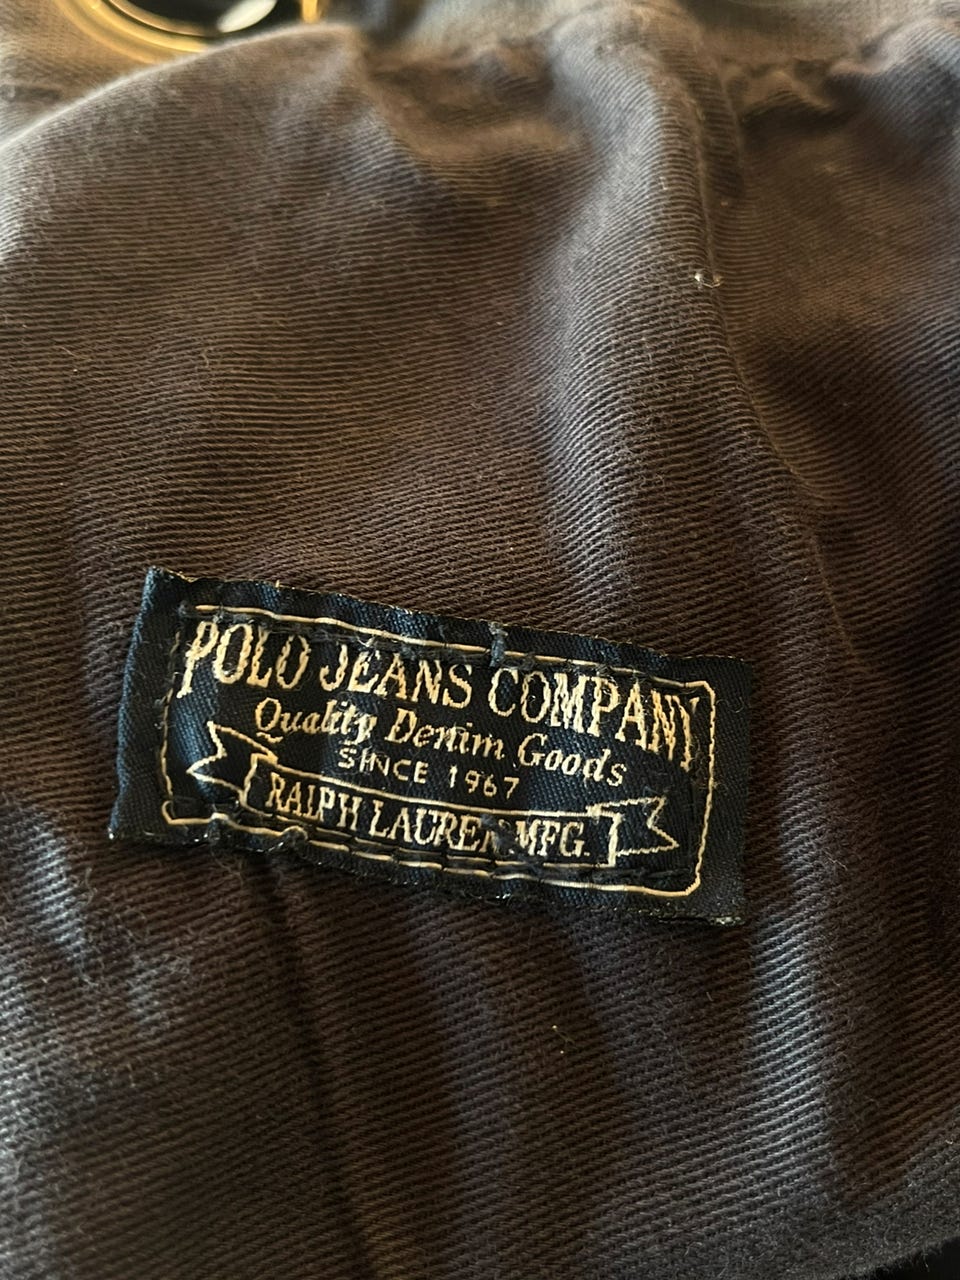 POLO JEANS COMPANY
Quality Denim Goods
SINCE 1967
RALPH LAUREN MFG.